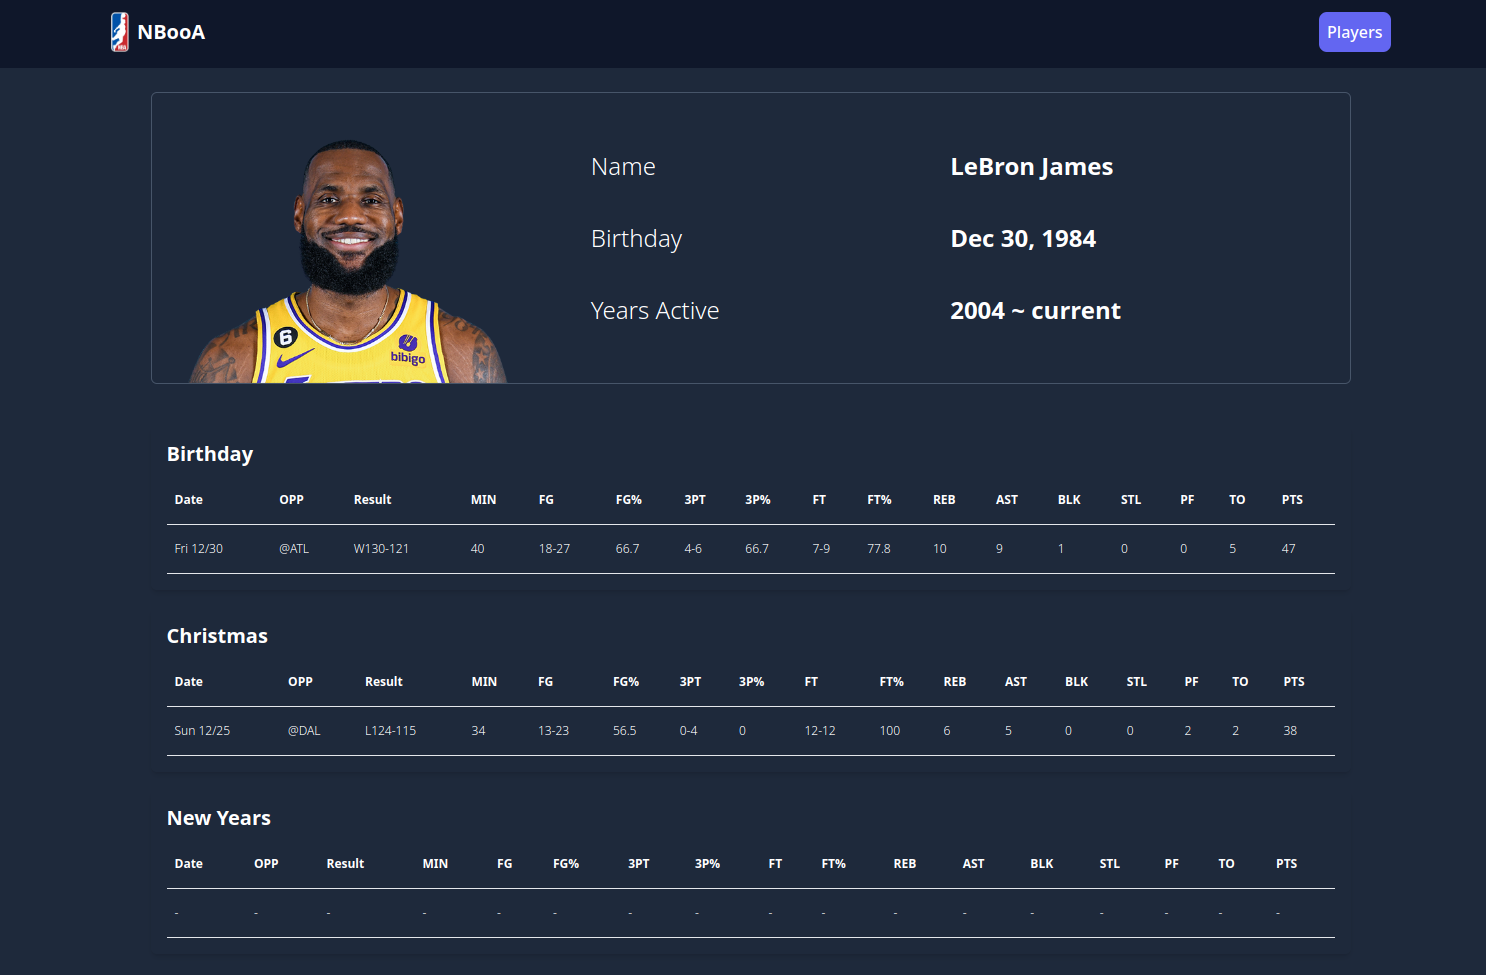 NBooA
Players
Name LeBron James
Birthday Dec 30, 1984
Years Active 2004 ~ current
6
bibigo
Birthday
Date OPP Result MIN FG FG% 3PT 3P% FT FT% REB AST BLK STL PF TO PTS
Fri 12/30 @ATL W130-121 40 18-27 66.7 4-6 66.7 7-9 77.8 10 9 1 0 0 5 47
Christmas
Date OPP Result MIN FG FG% 3PT 3P% FT FT% REB AST BLK STL PF TO PTS
Sun 12/25 @DAL L124-115 34 13-23 56.5 0-4 0 12-12 100 6 5 0 0 2 2 38
New Years
Date OPP Result MIN FG FG% 3PT 3P% FT FT% REB AST BLK STL PF TO PTS
- - - - - - - - - - - - - - - - -